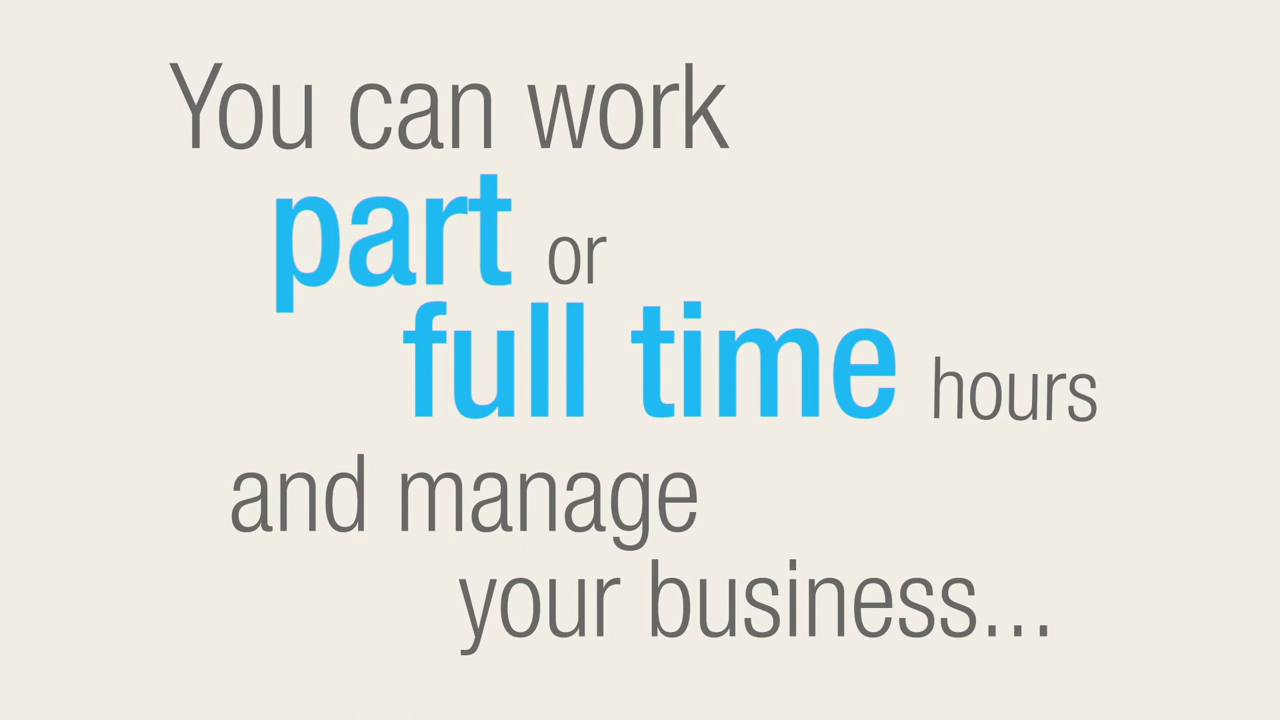 You can work
part or
full time hours
and manage
your business...